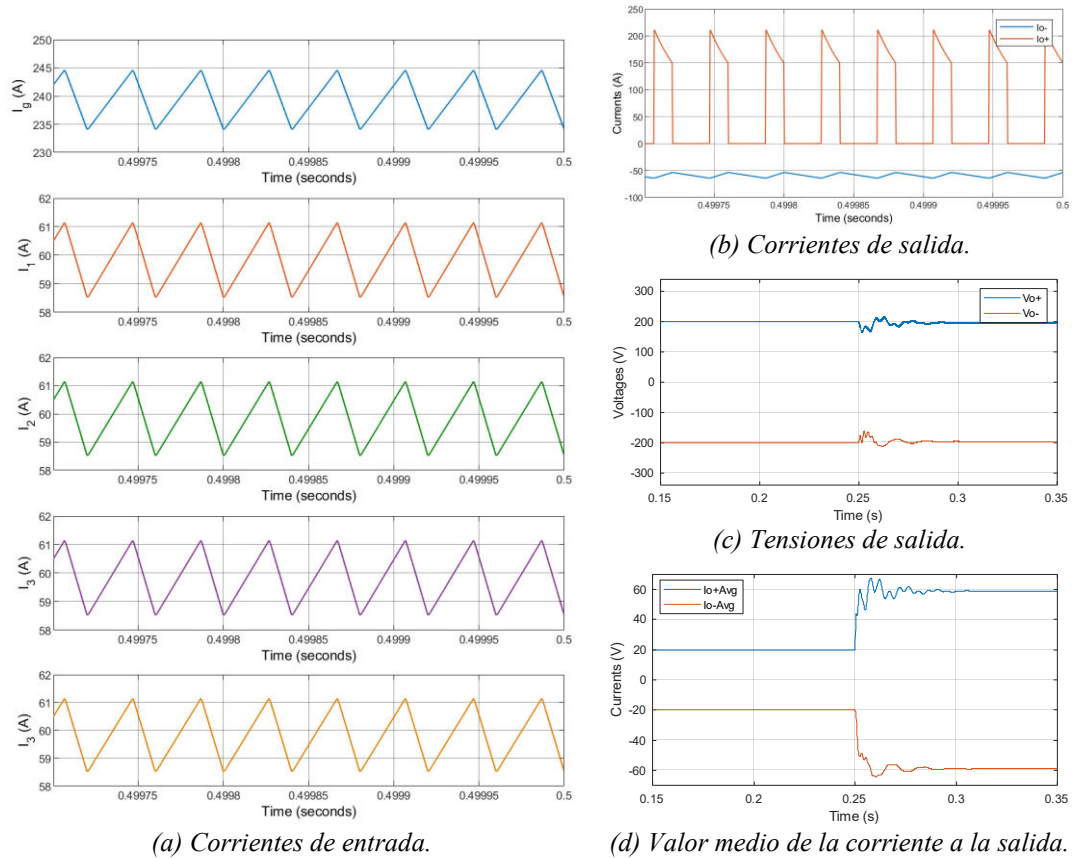 250
245
240
235
230
I_g (A)
0.49975 0.4998 0.49985 0.4999 0.49995 0.5
Time (seconds)
62
61
60
59
58
I_1 (A)
0.49975 0.4998 0.49985 0.4999 0.49995 0.5
Time (seconds)
62
61
60
59
58
I_2 (A)
0.49975 0.4998 0.49985 0.4999 0.49995 0.5
Time (seconds)
62
61
60
59
58
I_3 (A)
0.49975 0.4998 0.49985 0.4999 0.49995 0.5
Time (seconds)
62
61
60
59
58
I_3 (A)
0.49975 0.4998 0.49985 0.4999 0.49995 0.5
Time (seconds)
(a) Corrientes de entrada.
250
200
150
100
50
0
-50
-100
Currents (A)
Io-
Io+
0.49975 0.4998 0.49985 0.4999 0.49995 0.5
Time (seconds)
(b) Corrientes de salida.
300
200
100
0
-100
-200
-300
Voltages (V)
Vo+
Vo-
0.15 0.2 0.25 0.3 0.35
Time (s)
(c) Tensiones de salida.
60
40
20
0
-20
-40
-60
Currents (V)
Io+Avg
Io-Avg
0.15 0.2 0.25 0.3 0.35
Time (s)
(d) Valor medio de la corriente a la salida.